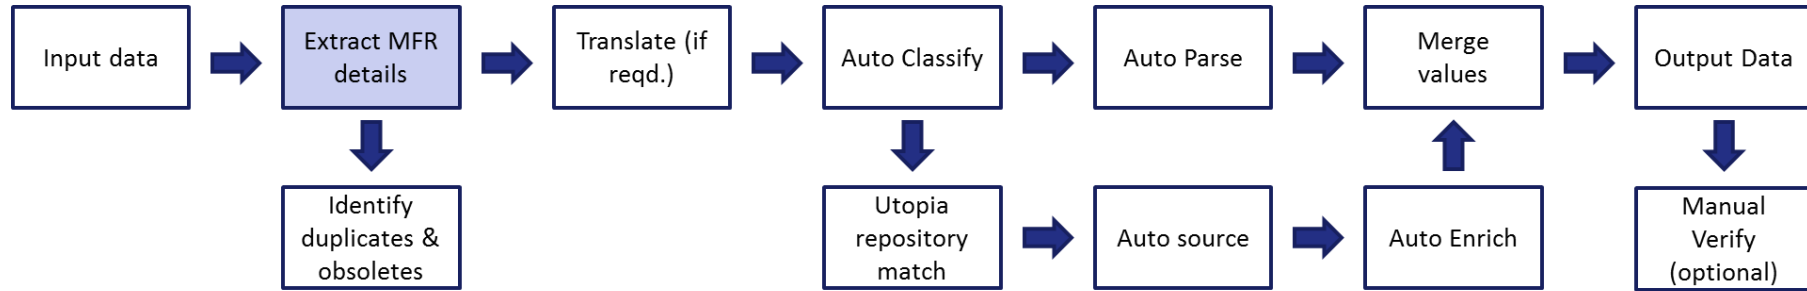 Input data
Extract MFR
details
Translate (if
reqd.)
Auto Classify
Auto Parse
Merge
values
Output Data
Identify
duplicates &
obsoletes
Utopia
repository
match
Auto source
Auto Enrich
Manual
Verify
(optional)